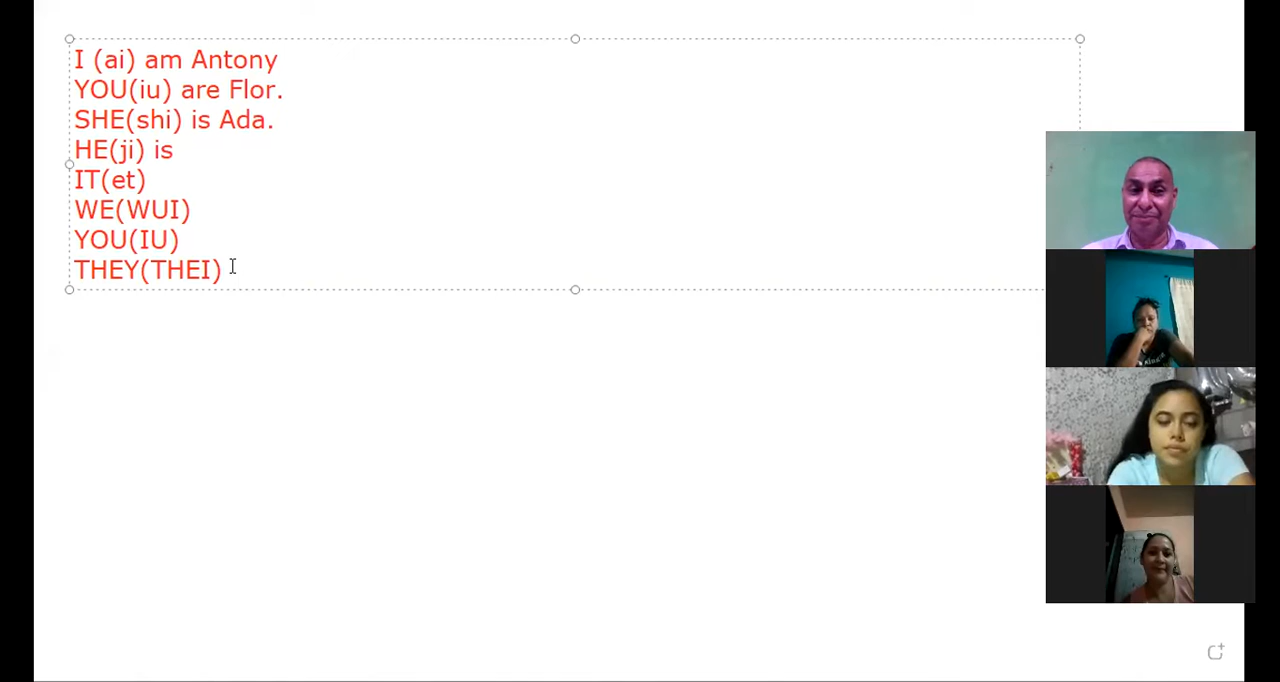 I (ai) am Antony
YOU(iu) are Flor.
SHE(shi) is Ada.
HE(ji) is
IT(et)
WE(WUI)
YOU(IU)
THEY(THEI)